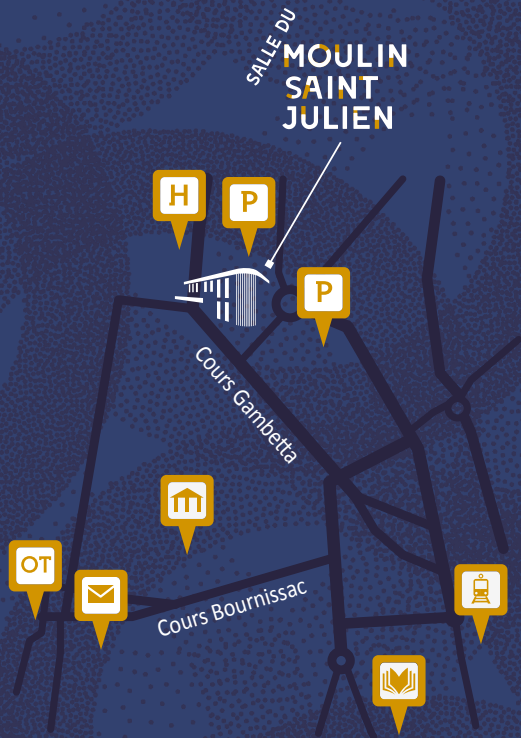 SALLE DU
MOULIN
SAINT
JULIEN
H
P
P
Cours Gambetta
OT
Cours Bournissac